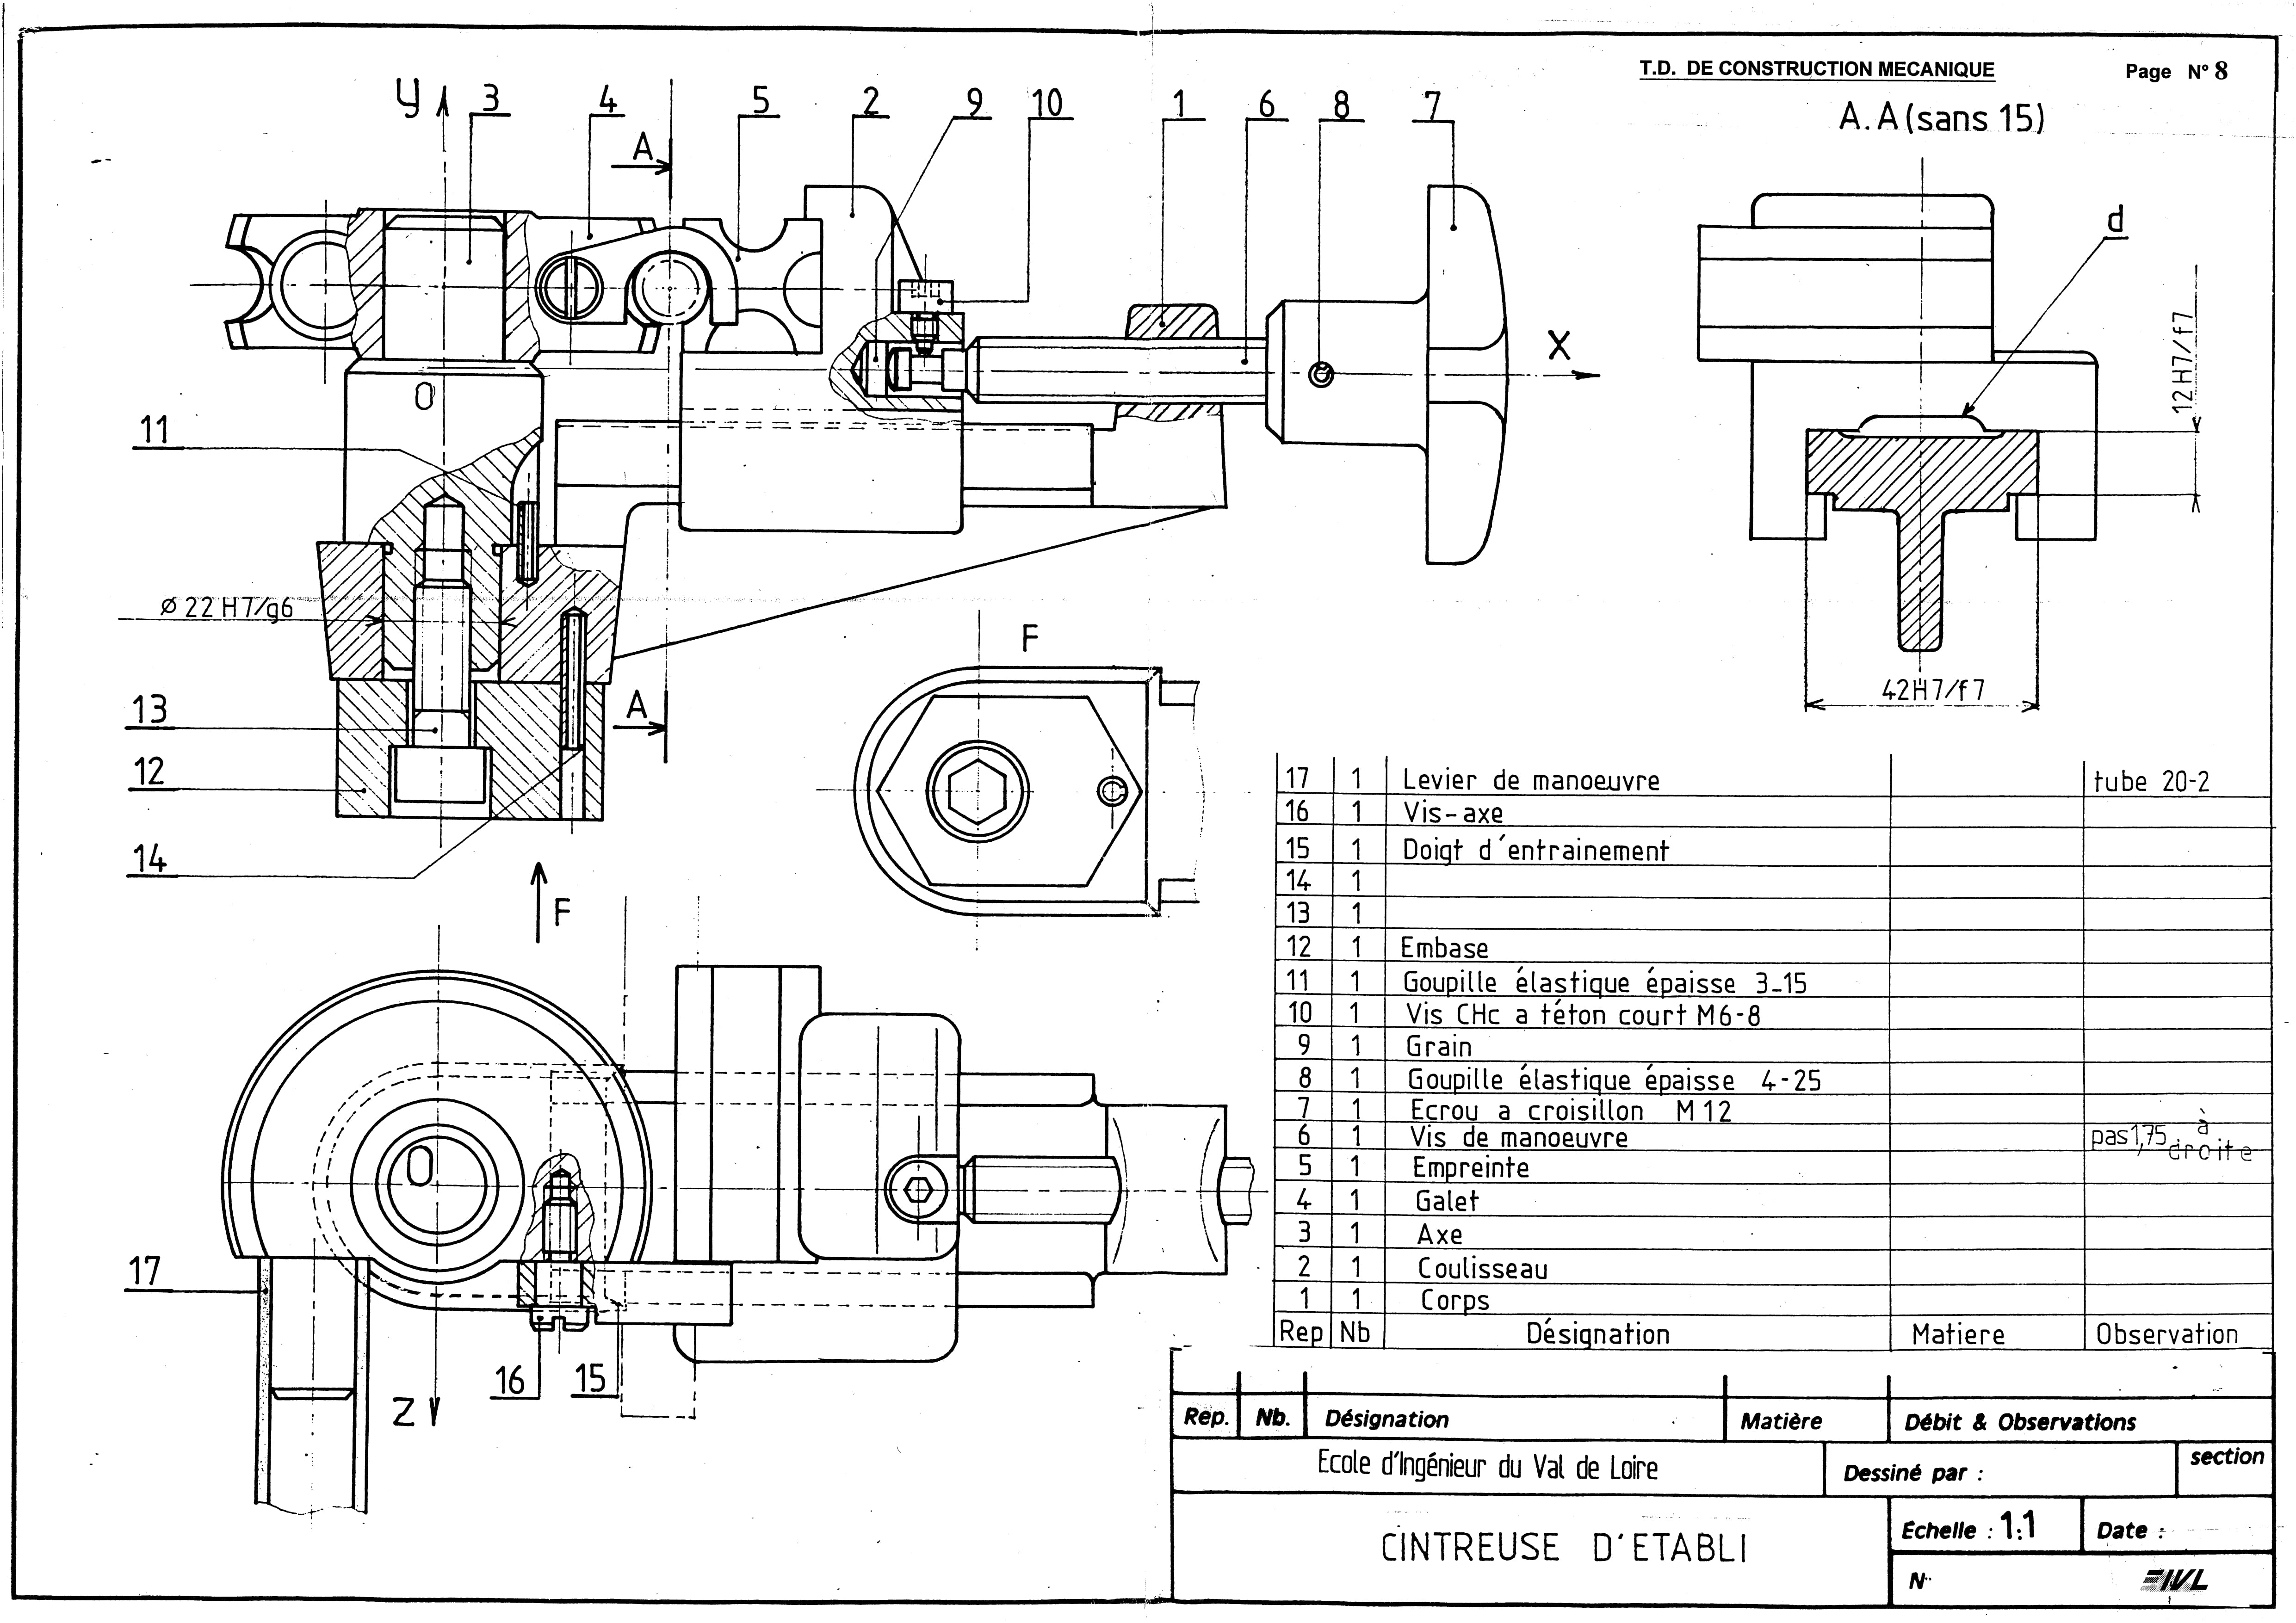 T.D. DE CONSTRUCTION MECANIQUE
Page N° 8
A.A (sans 15)
y 3 4 5 2 9 10 1 6 8 7
A
d
12H7/f7
X
O
11
Ø 22 H7/g6
F
42H7/f7
13
A
12
14
F
17 1 Levier de manoeuvre tube 20-2
16 1 Vis-axe
15 1 Doigt d'entrainement
14 1
13 1
12 1 Embase
11 1 Goupille élastique épaisse 3-15
10 1 Vis CHc a téton court M6-8
9 1 Grain
8 1 Goupille élastique épaisse 4-25
7 1 Ecrou a croisillon M12
6 1 Vis de manoeuvre pas 1,75 à droite
5 1 Empreinte
4 1 Galet
3 1 Axe
2 1 Coulisseau
1 1 Corps
Rep Nb Désignation Matiere Observation
O
17
16 15
Z
Rep. Nb. Désignation Matière Débit & Observations
Ecole d'Ingénieur du Val de Loire
Dessiné par :
section
CINTREUSE D'ETABLI
Echelle : 1:1
Date :
N°
EIVL